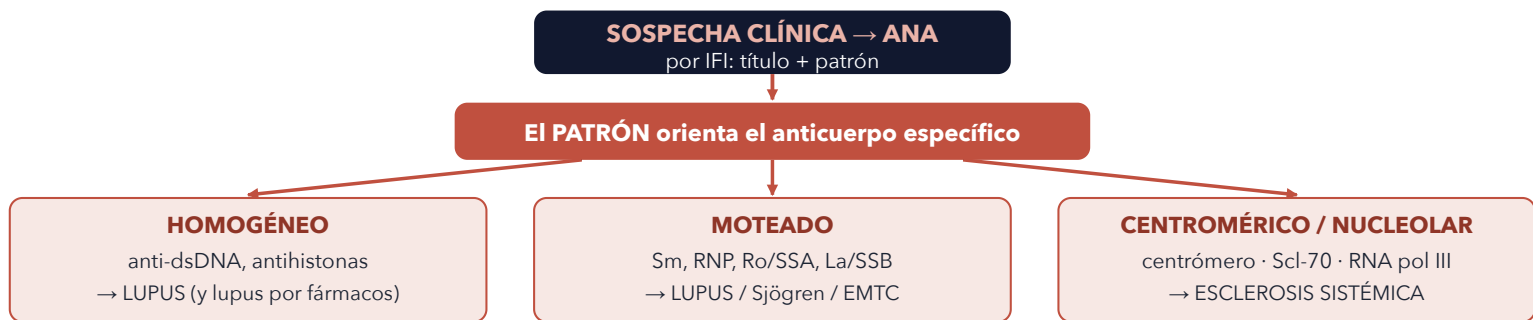 SOSPECHA CLÍNICA → ANA
por IFI: título + patrón
El PATRÓN orienta el anticuerpo específico
HOMOGÉNEO
anti-dsDNA, antihistonas
→ LUPUS (y lupus por fármacos)
MOTEADO
Sm, RNP, Ro/SSA, La/SSB
→ LUPUS / Sjögren / EMTC
CENTROMÉRICO / NUCLEOLAR
centrómero · Scl-70 · RNA pol III
→ ESCLEROSIS SISTÉMICA